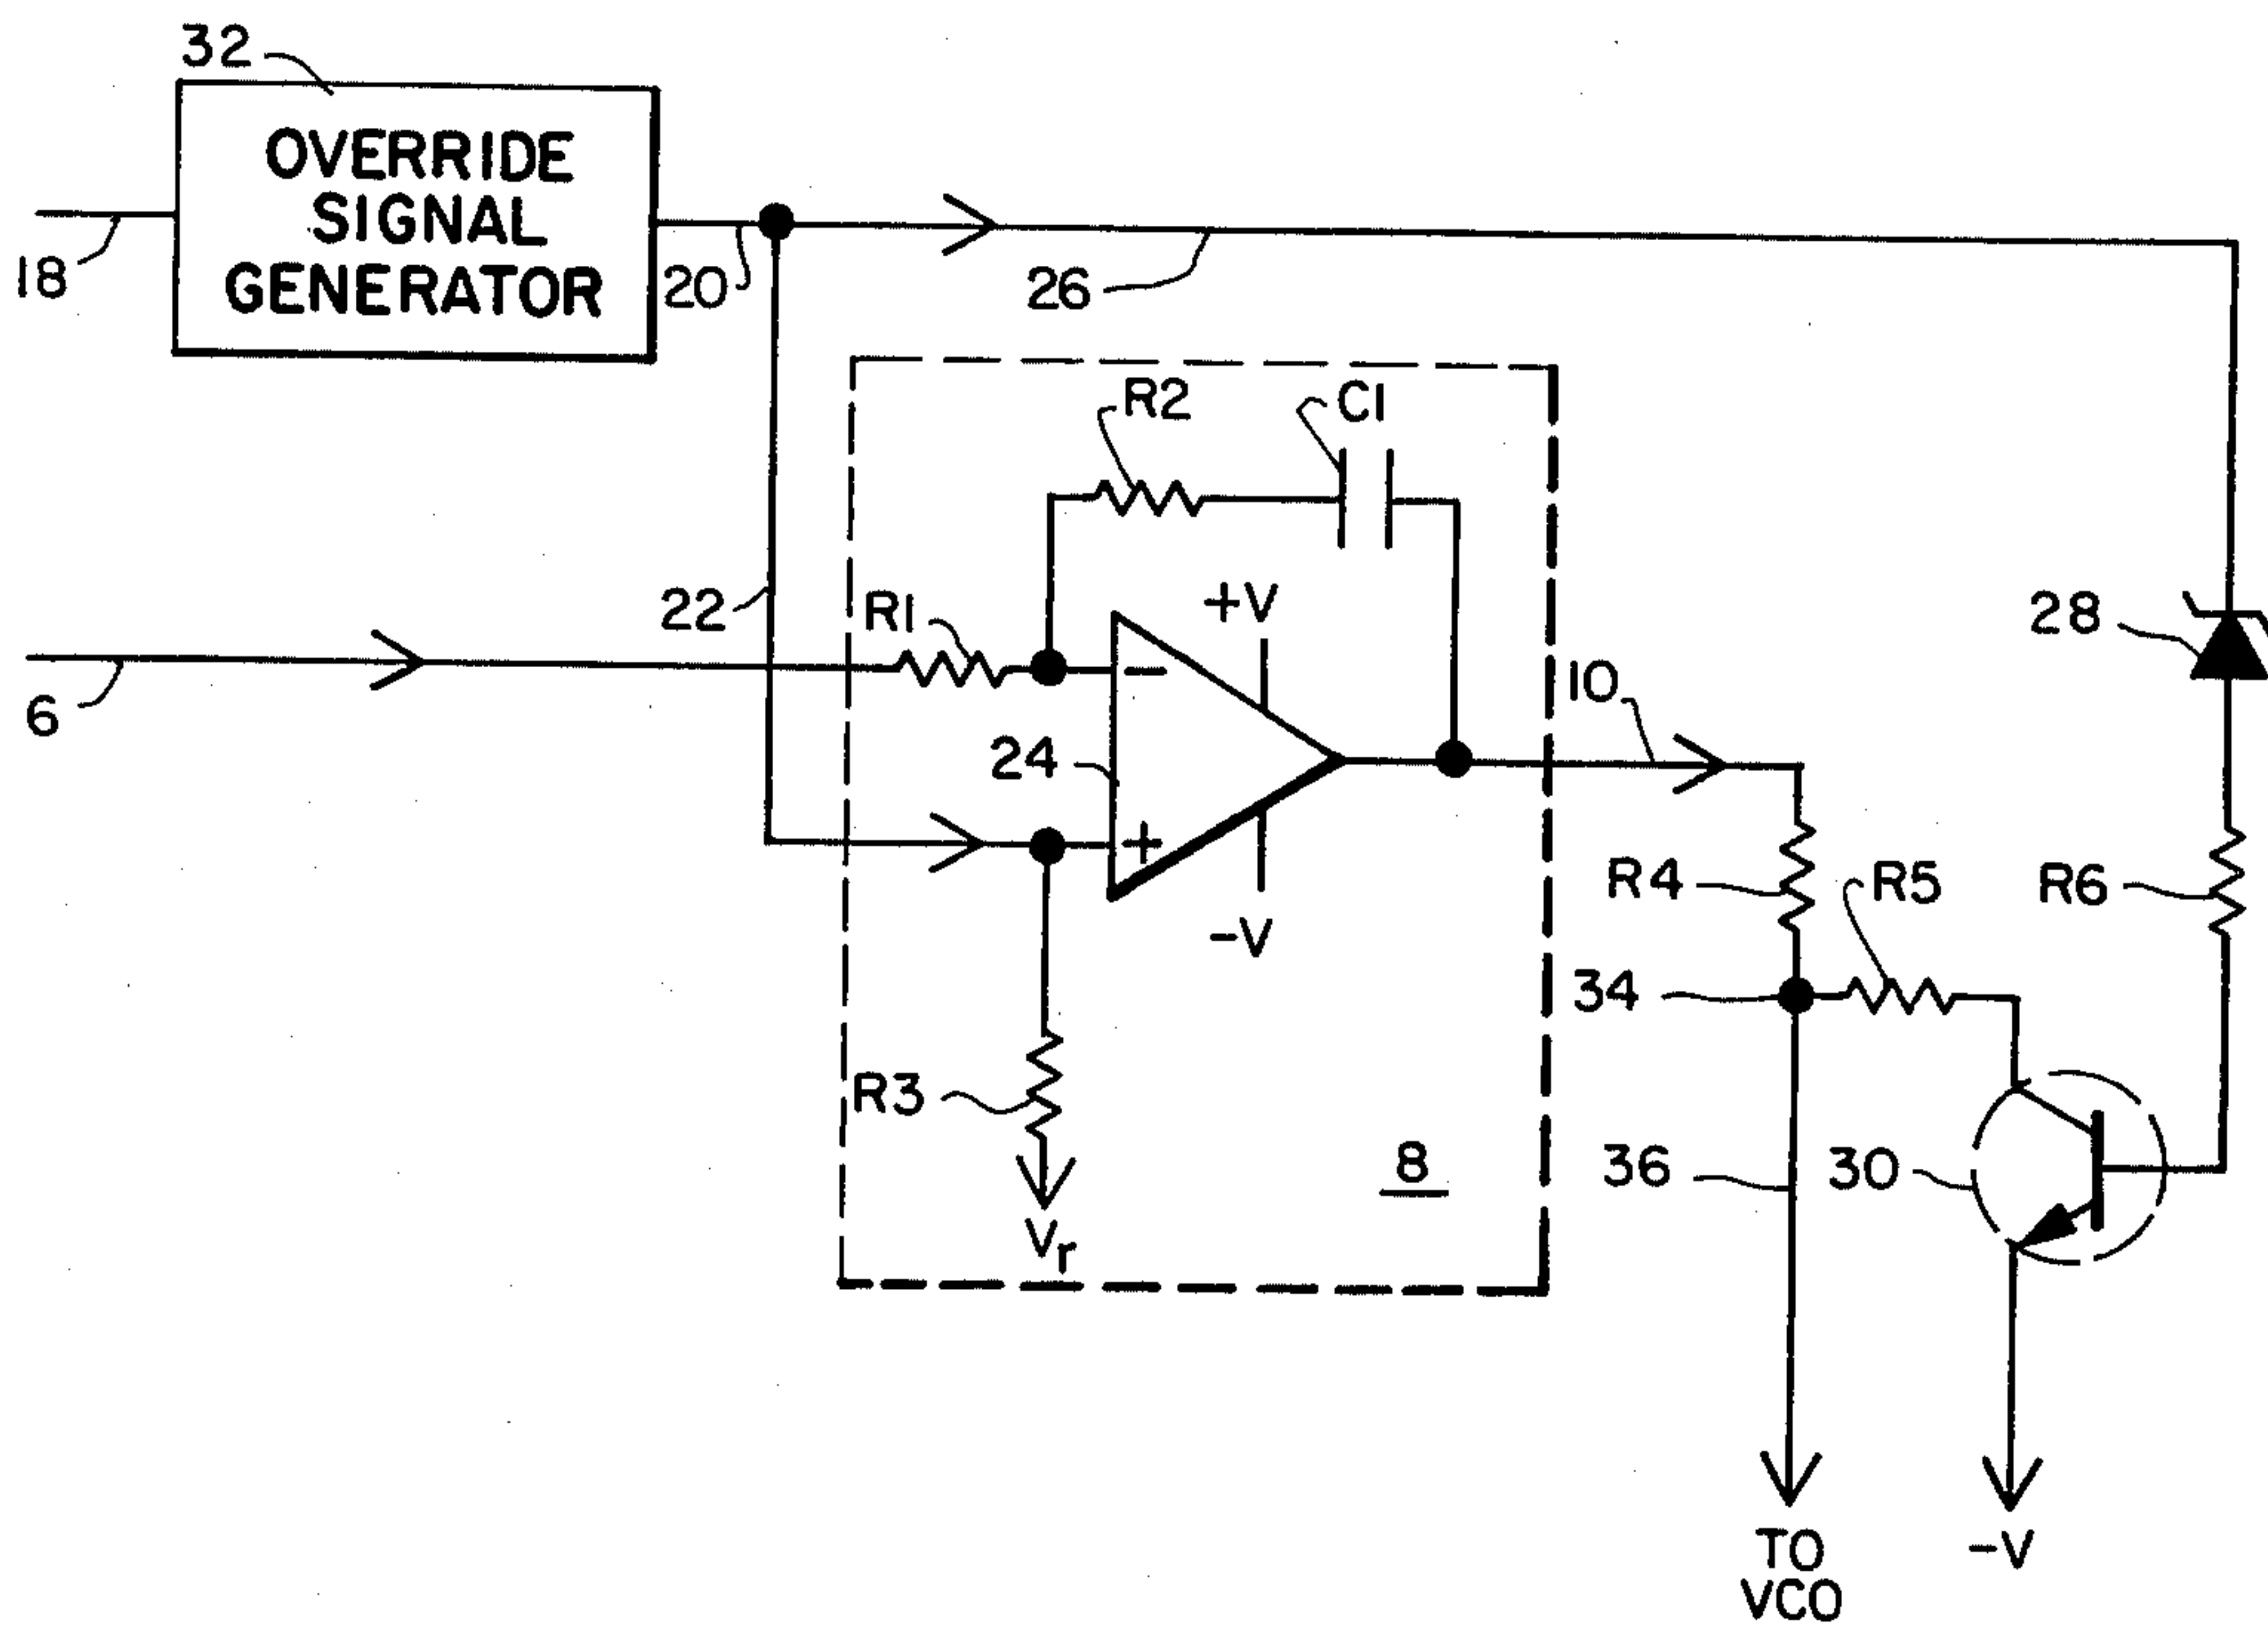 32
OVERRIDE
SIGNAL
GENERATOR
18
20
26
R2
C1
22
R1
+V
28
6
10
24
−
+
−V
R4
R5
R6
34
R3
8
36
30
Vr
TO
VCO
−V